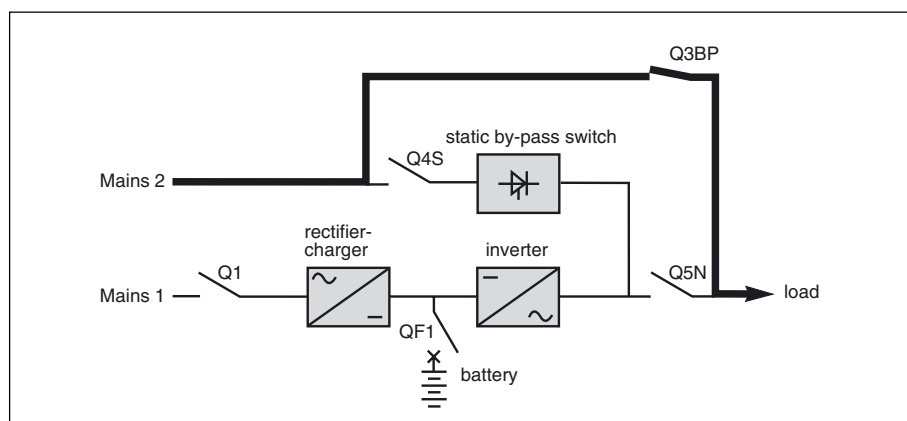 Q3BP
static by-pass switch
Q4S
Mains 2
rectifier-
charger
inverter
Q1
Q5N
Mains 1
load
QF1
battery